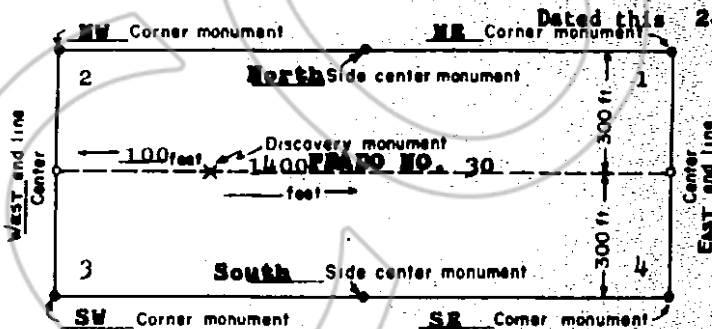 Dated this 2
NW Corner monument
NE Corner monument
2
North Side center monument
1
300 ft
WEST end line
Center
100 feet
Discovery monument
1400 feet
NO. 30
Center
EAST end line
300 ft
3
South Side center monument
4
SW Corner monument
SE Corner monument